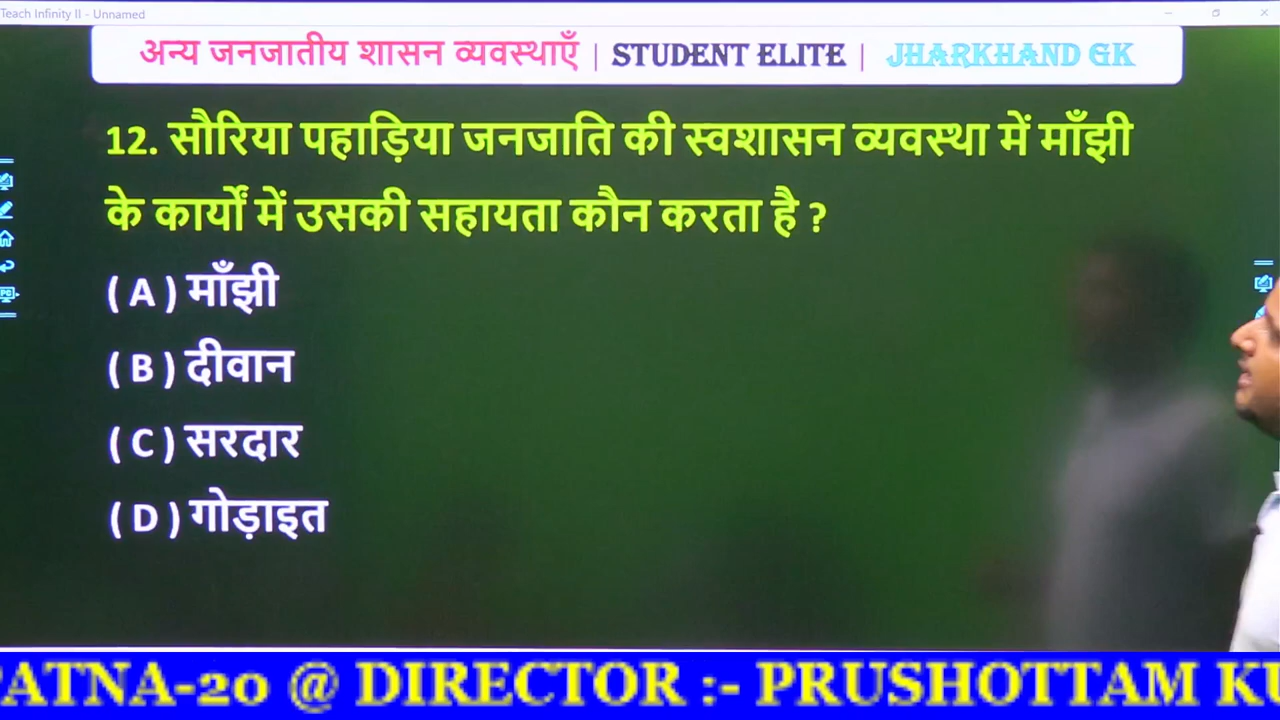 Teach Infinity II - Unnamed
अन्य जनजातीय शासन व्यवस्थाएँ | STUDENT ELITE | JHARKHAND GK
12. सौरिया पहाड़िया जनजाति की स्वशासन व्यवस्था में माँझी
के कार्यों में उसकी सहायता कौन करता है ?
( A ) माँझी
( B ) दीवान
( C ) सरदार
( D ) गोड़ाइत
PATNA-20 @ DIRECTOR :- PRUSHOTTAM KU